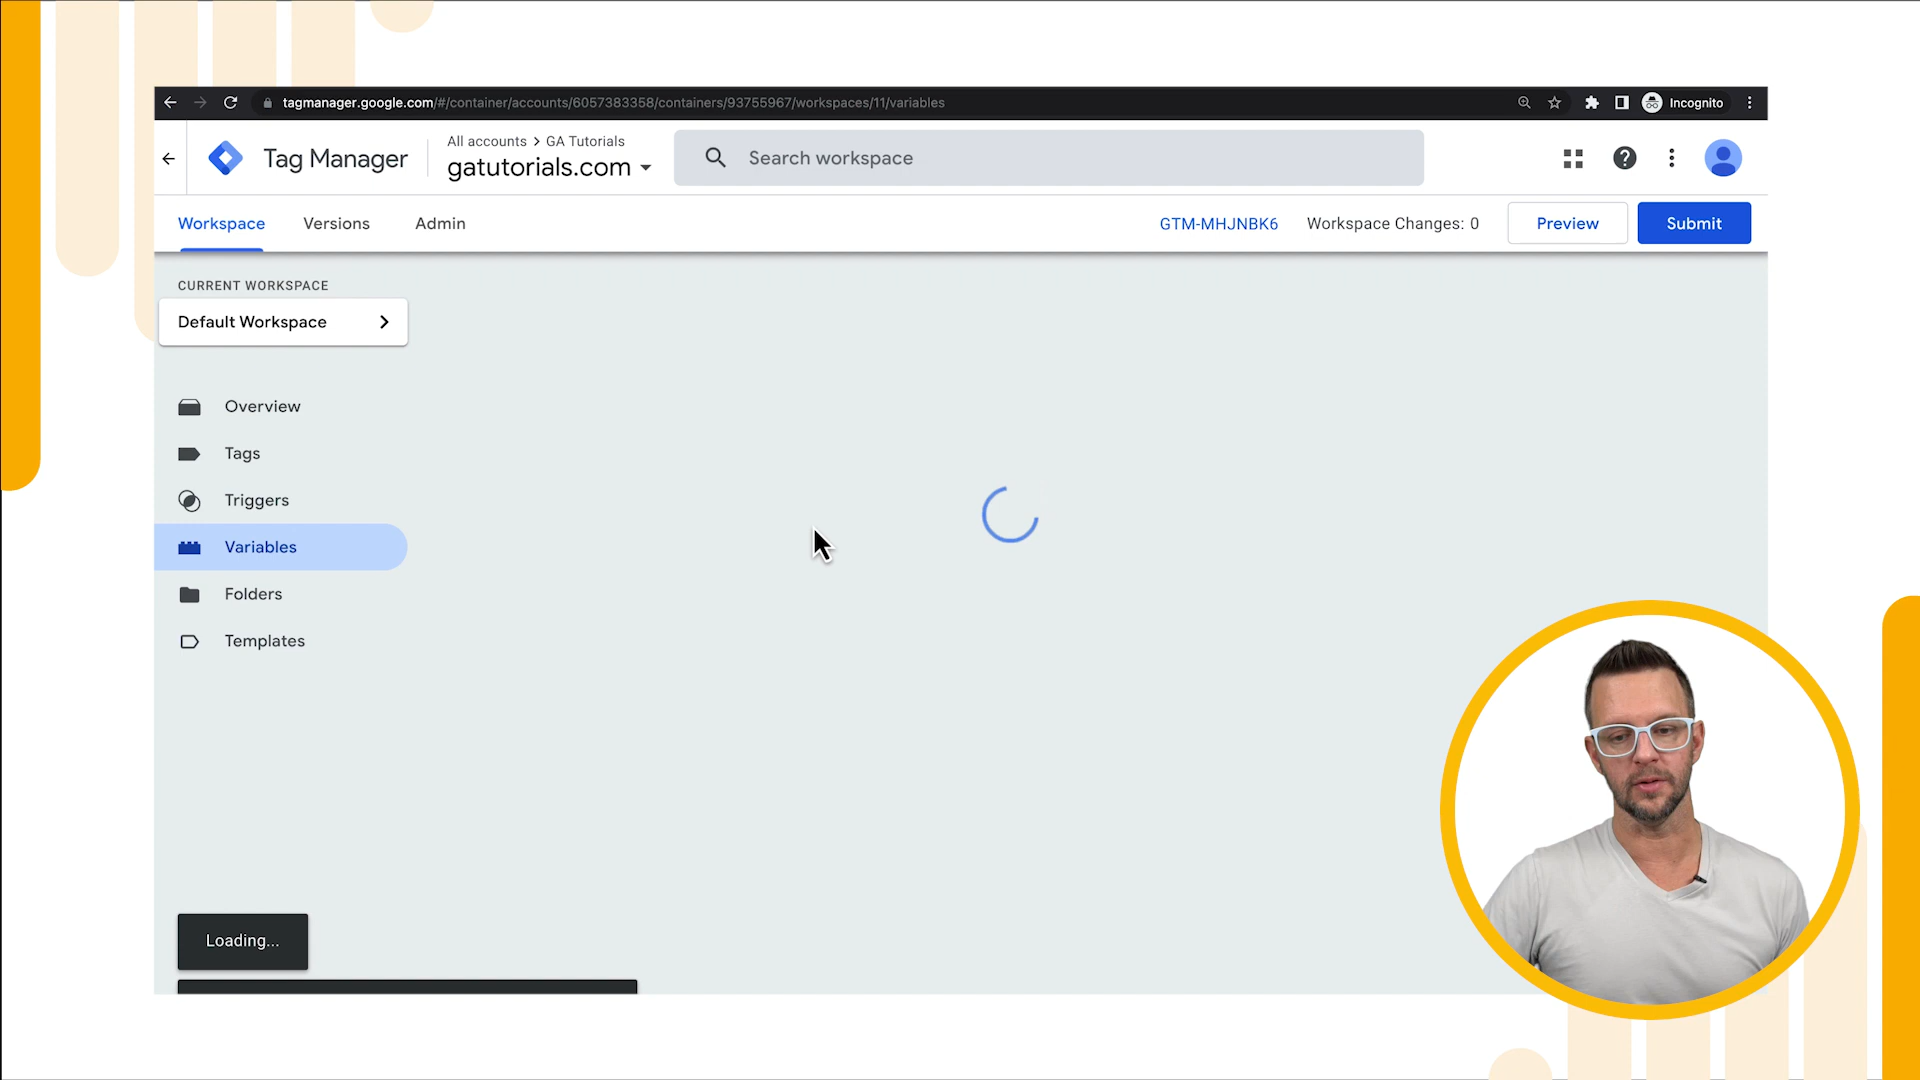 tagmanager.google.com/#/container/accounts/6057383358/containers/93755967/workspaces/11/variables
Incognito
Tag Manager
All accounts > GA Tutorials
gatutorials.com
Search workspace
Workspace
Versions
Admin
GTM-MHJNBK6
Workspace Changes: 0
Preview
Submit
CURRENT WORKSPACE
Default Workspace
Overview
Tags
Triggers
Variables
Folders
Templates
Loading...